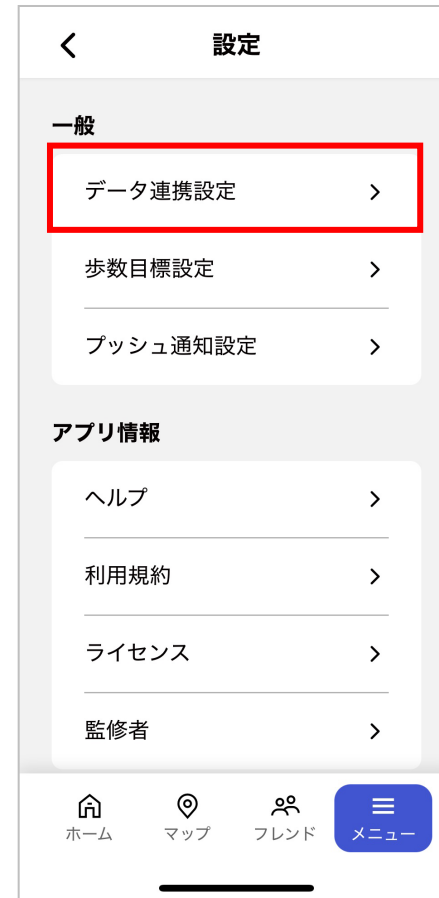 設定
一般
データ連携設定
歩数目標設定
プッシュ通知設定
アプリ情報
ヘルプ
利用規約
ライセンス
監修者
ホーム
マップ
フレンド
メニュー